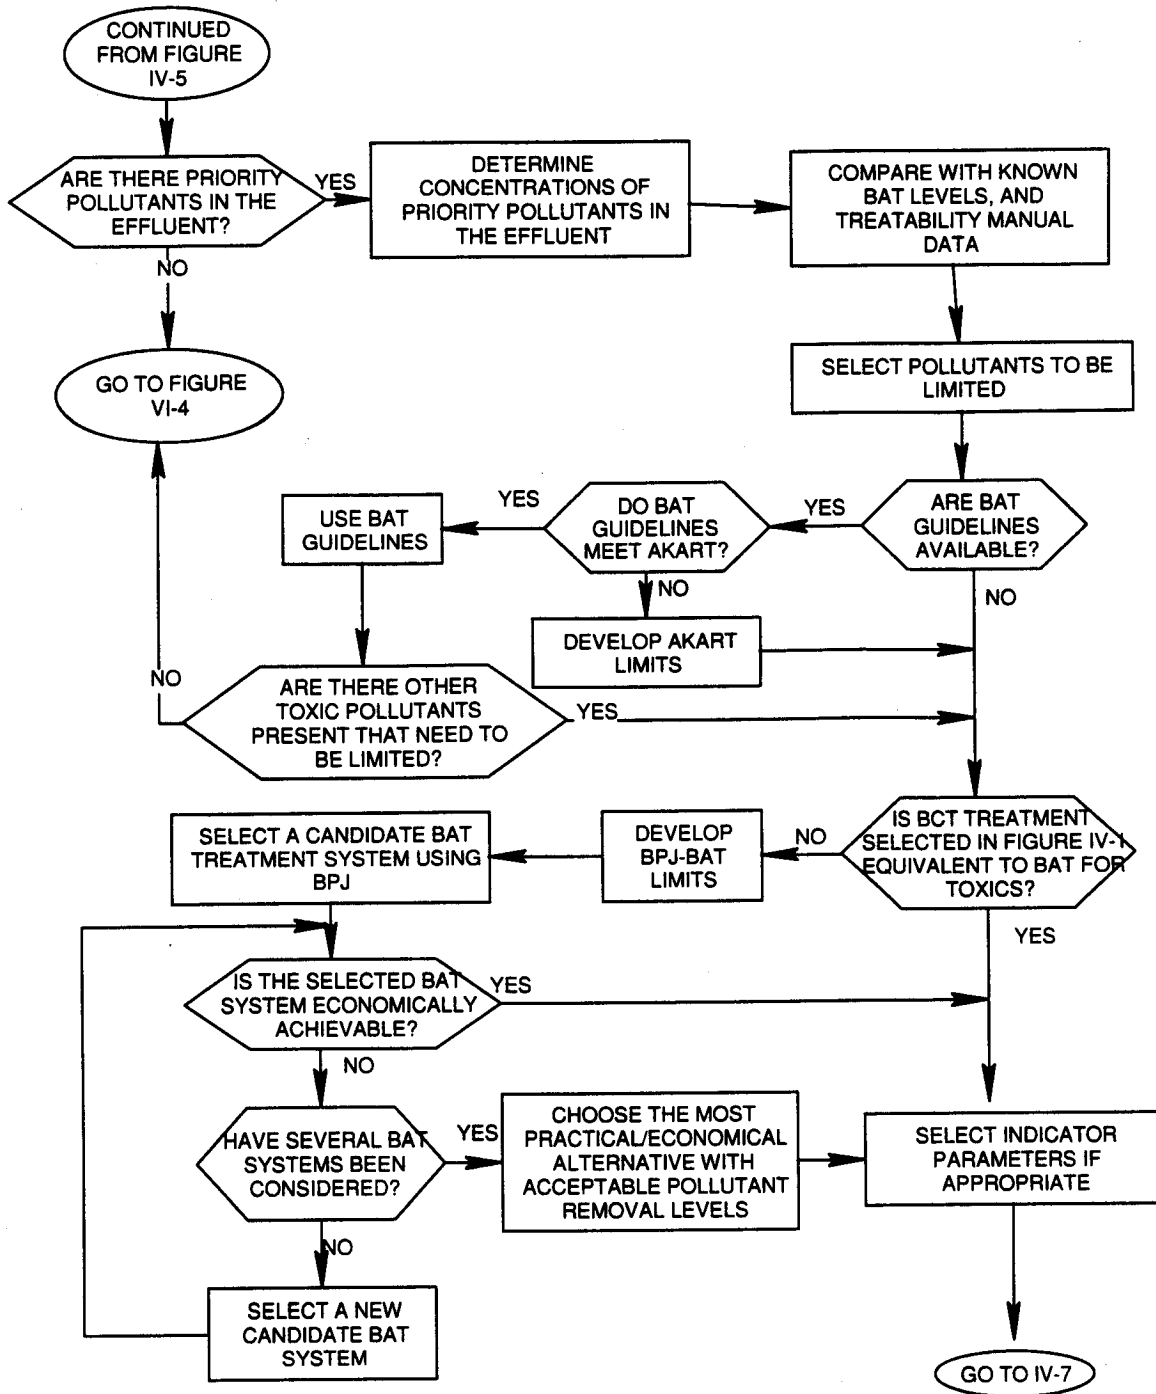 CONTINUED
FROM FIGURE
IV-5
ARE THERE PRIORITY
POLLUTANTS IN THE
EFFLUENT?
YES
DETERMINE
CONCENTRATIONS OF
PRIORITY POLLUTANTS IN
THE EFFLUENT
COMPARE WITH KNOWN
BAT LEVELS, AND
TREATABILITY MANUAL
DATA
NO
GO TO FIGURE
VI-4
SELECT POLLUTANTS TO BE
LIMITED
ARE BAT
GUIDELINES
AVAILABLE?
YES
DO BAT
GUIDELINES
MEET AKART?
YES
USE BAT
GUIDELINES
NO
NO
DEVELOP AKART
LIMITS
ARE THERE OTHER
TOXIC POLLUTANTS
PRESENT THAT NEED TO
BE LIMITED?
NO
YES
IS BCT TREATMENT
SELECTED IN FIGURE IV-1
EQUIVALENT TO BAT FOR
TOXICS?
NO
DEVELOP
BPJ-BAT
LIMITS
SELECT A CANDIDATE BAT
TREATMENT SYSTEM USING
BPJ
YES
IS THE SELECTED BAT
SYSTEM ECONOMICALLY
ACHIEVABLE?
YES
NO
HAVE SEVERAL BAT
SYSTEMS BEEN
CONSIDERED?
YES
CHOOSE THE MOST
PRACTICAL/ECONOMICAL
ALTERNATIVE WITH
ACCEPTABLE POLLUTANT
REMOVAL LEVELS
SELECT INDICATOR
PARAMETERS IF
APPROPRIATE
NO
SELECT A NEW
CANDIDATE BAT
SYSTEM
GO TO IV-7